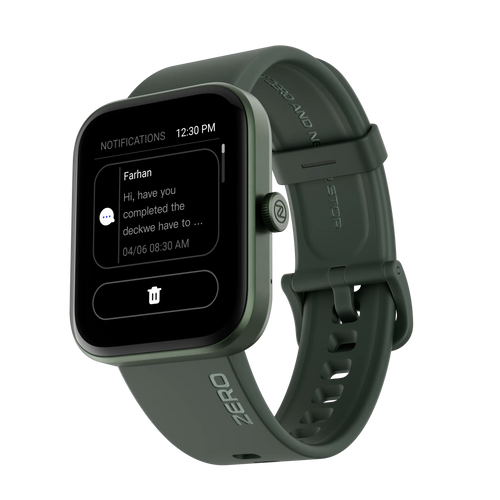 NOTIFICATIONS 12:30 PM
Farhan
Hi, have you
completed the
deckwe have to ...
04/06 08:30 AM
ZERO